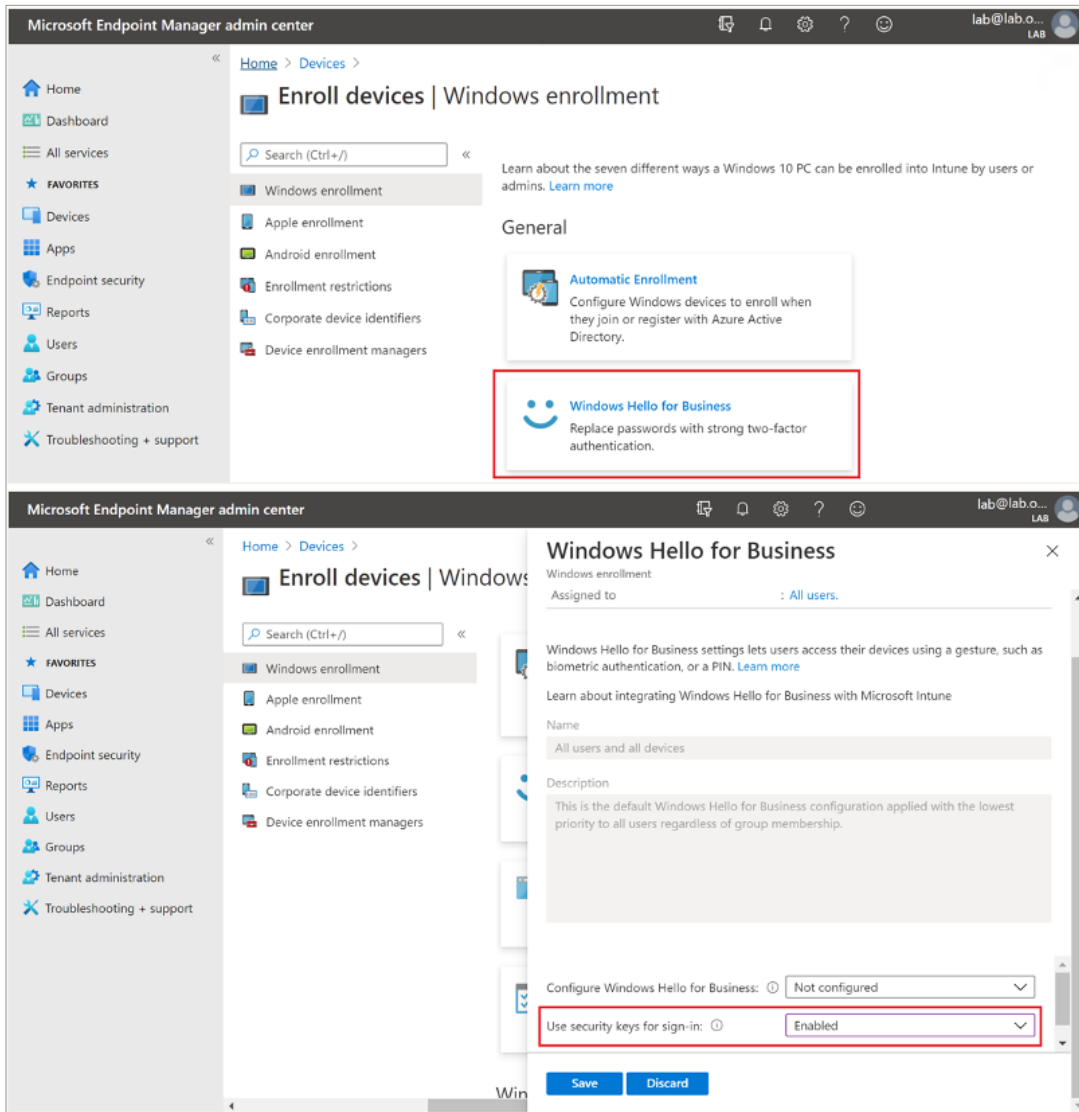 Microsoft Endpoint Manager admin center
lab@lab.o...
LAB
«
Home > Devices >
Enroll devices | Windows enrollment
Home
Dashboard
All services
FAVORITES
Devices
Apps
Endpoint security
Reports
Users
Groups
Tenant administration
Troubleshooting + support
Search (Ctrl+/)
«
Windows enrollment
Apple enrollment
Android enrollment
Enrollment restrictions
Corporate device identifiers
Device enrollment managers
Learn about the seven different ways a Windows 10 PC can be enrolled into Intune by users or
admins. Learn more
General
Automatic Enrollment
Configure Windows devices to enroll when
they join or register with Azure Active
Directory.
Windows Hello for Business
Replace passwords with strong two-factor
authentication.
Microsoft Endpoint Manager admin center
lab@lab.o...
LAB
«
Home > Devices >
Enroll devices | Windows
Home
Dashboard
All services
FAVORITES
Devices
Apps
Endpoint security
Reports
Users
Groups
Tenant administration
Troubleshooting + support
Search (Ctrl+/)
«
Windows enrollment
Apple enrollment
Android enrollment
Enrollment restrictions
Corporate device identifiers
Device enrollment managers
Win
Windows Hello for Business
Windows enrollment
Assigned to : All users.
Windows Hello for Business settings lets users access their devices using a gesture, such as
biometric authentication, or a PIN. Learn more
Learn about integrating Windows Hello for Business with Microsoft Intune
Name
All users and all devices
Description
This is the default Windows Hello for Business configuration applied with the lowest
priority to all users regardless of group membership.
Configure Windows Hello for Business: Not configured
Use security keys for sign-in: Enabled
Save Discard